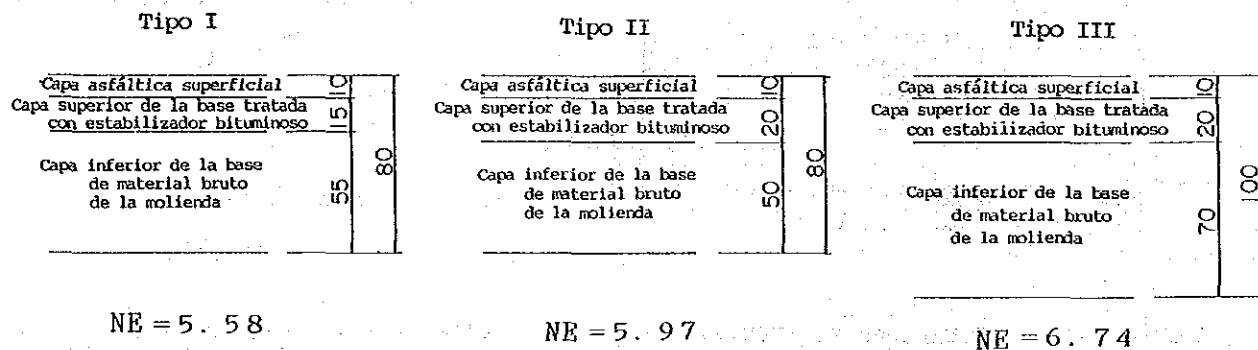 Tipo I
Capa asfáltica superficial
Capa superior de la base tratada
con estabilizador bituminoso
Capa inferior de la base
de material bruto
de la molienda
10
15
55
80
NE = 5. 58
Tipo II
Capa asfáltica superficial
Capa superior de la base tratada
con estabilizador bituminoso
Capa inferior de la base
de material bruto
de la molienda
10
20
50
80
NE = 5. 97
Tipo III
Capa asfáltica superficial
Capa superior de la base tratada
con estabilizador bituminoso
Capa inferior de la base
de material bruto
de la molienda
10
20
70
100
NE = 6. 74